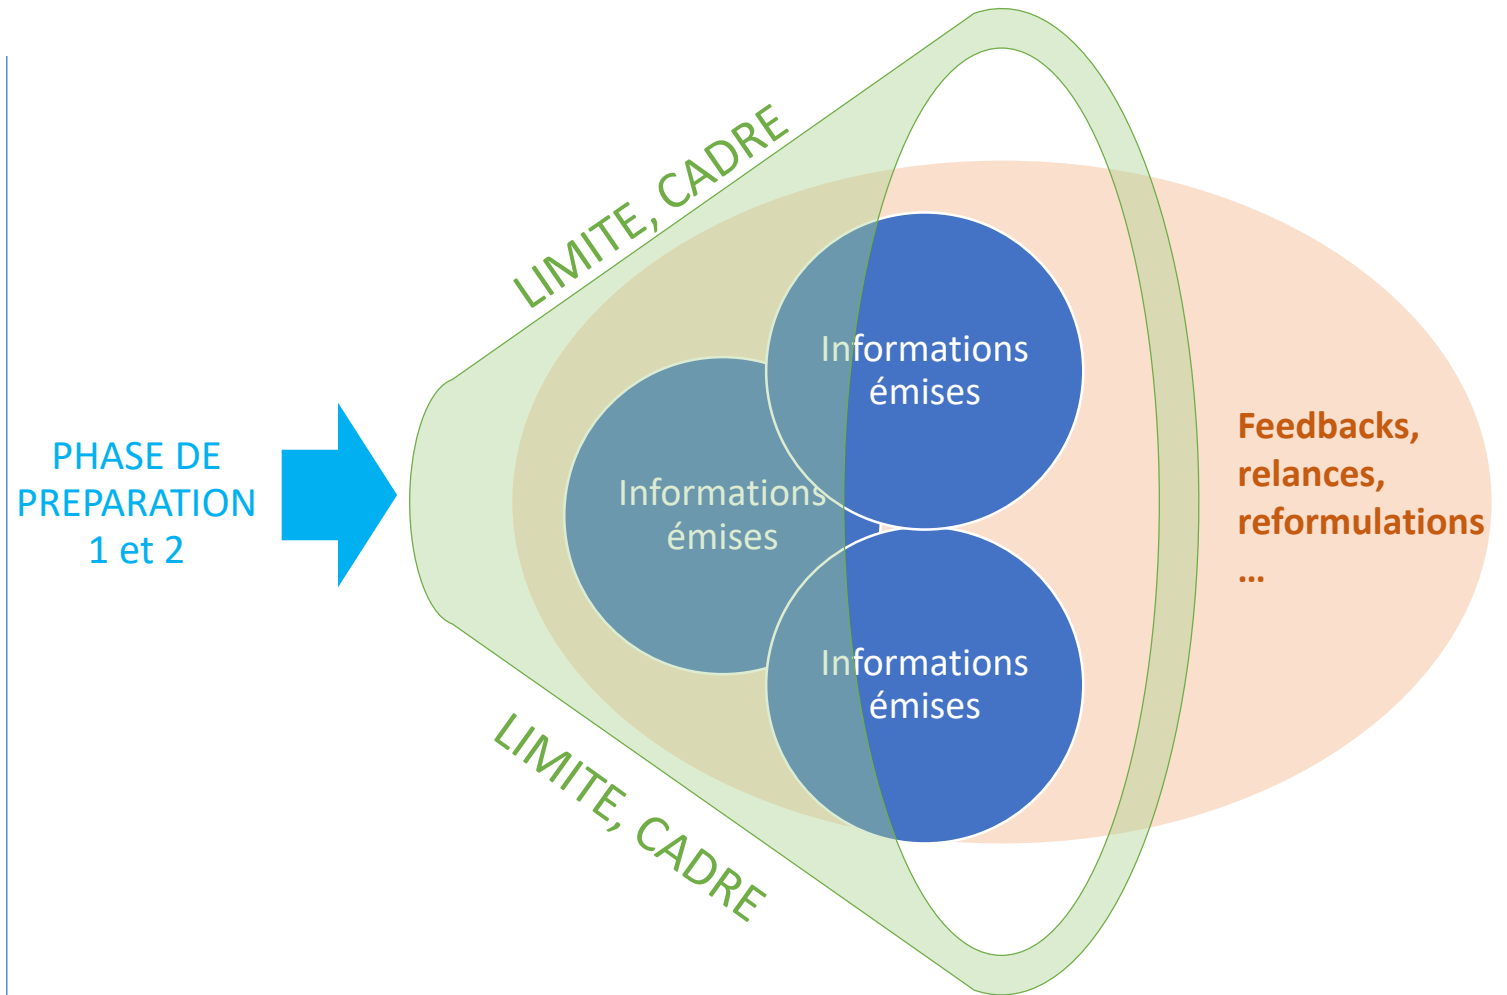 LIMITE, CADRE
PHASE DE
PREPARATION
1 et 2
Informations
émises
Informations
émises
Informations
émises
Feedbacks,
relances,
reformulations
...
LIMITE, CADRE